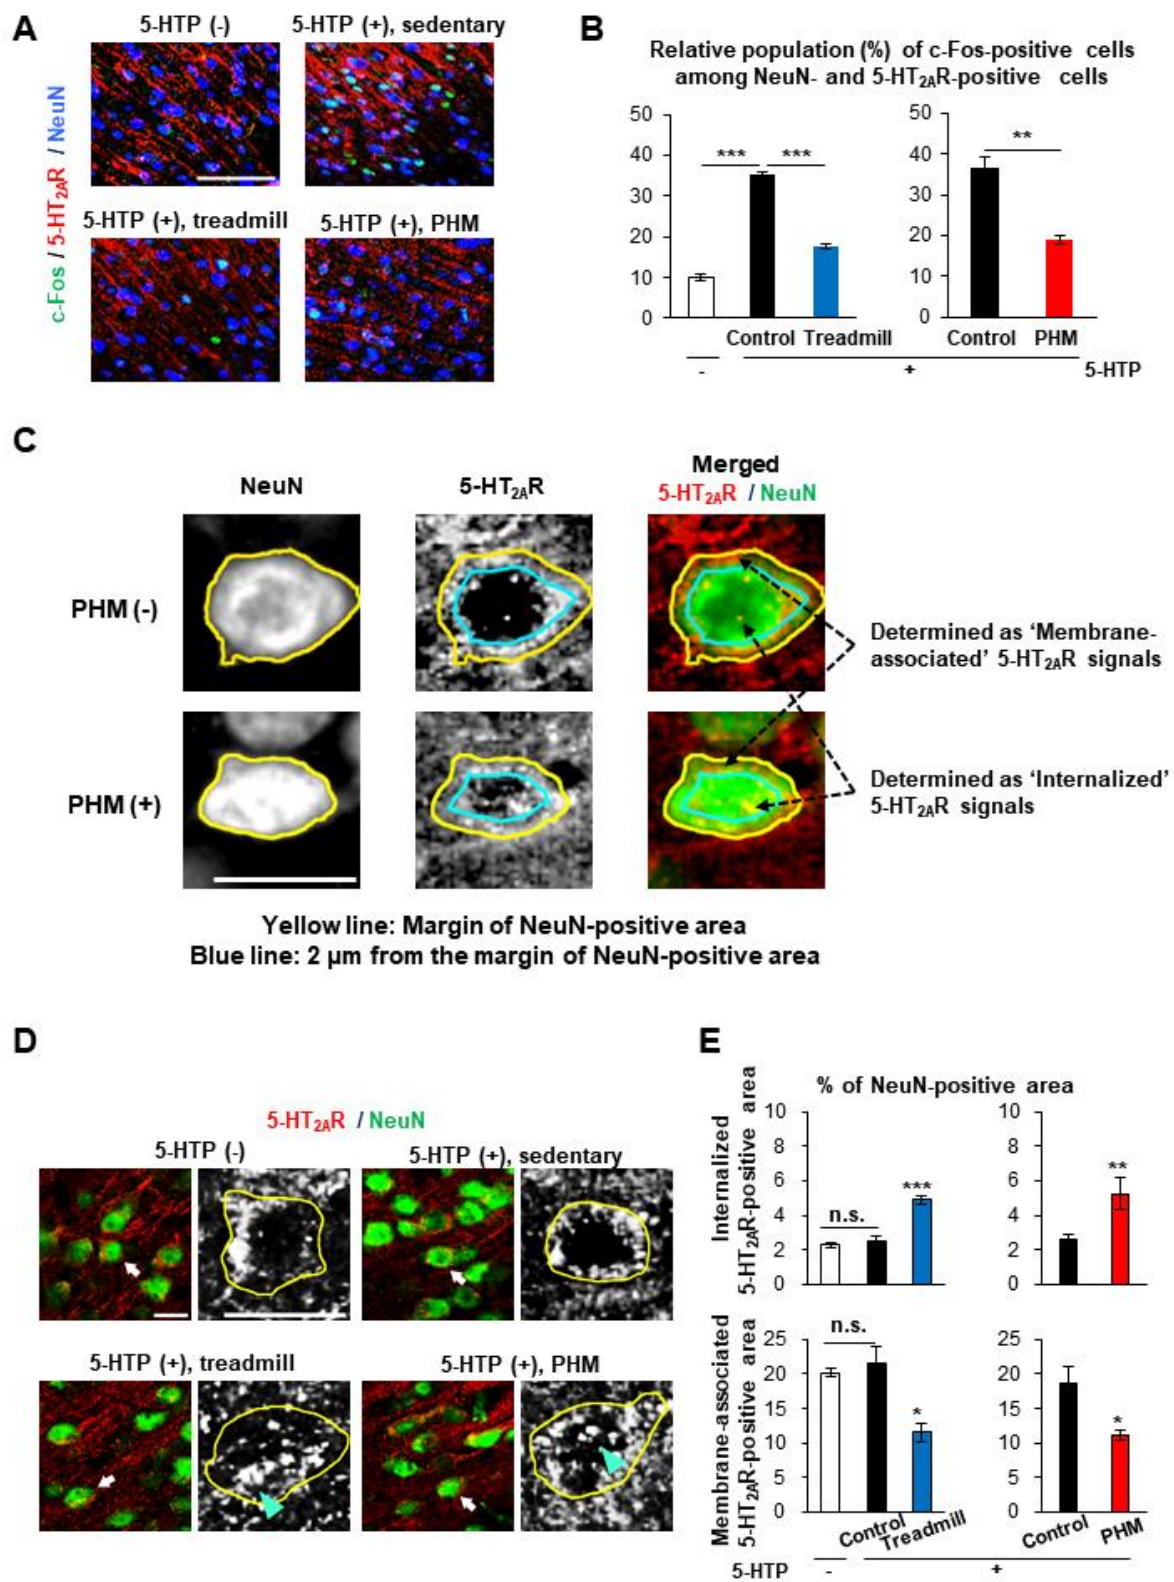 A
5-HTP (-)
5-HTP (+), sedentary
c-Fos / 5-HT2AR / NeuN
5-HTP (+), treadmill
5-HTP (+), PHM
B
Relative population (%) of c-Fos-positive cells
among NeuN- and 5-HT2AR-positive cells
50
40
30
20
10
0
***
***
Control
Treadmill
50
40
30
20
10
0
**
Control
PHM
-
+
5-HTP
C
NeuN
5-HT2AR
Merged
5-HT2AR / NeuN
PHM (-)
PHM (+)
Determined as 'Membrane-
associated' 5-HT2AR signals
Determined as 'Internalized'
5-HT2AR signals
Yellow line: Margin of NeuN-positive area
Blue line: 2 µm from the margin of NeuN-positive area
D
5-HT2AR / NeuN
5-HTP (-)
5-HTP (+), sedentary
5-HTP (+), treadmill
5-HTP (+), PHM
E
% of NeuN-positive area
Internalized
5-HT2AR-positive area
10
8
6
4
2
0
n.s.
***
10
8
6
4
2
0
**
Membrane-associated
5-HT2AR-positive area
25
20
15
10
5
0
n.s.
*
Control
Treadmill
25
20
15
10
5
0
*
Control
PHM
5-HTP
-
+